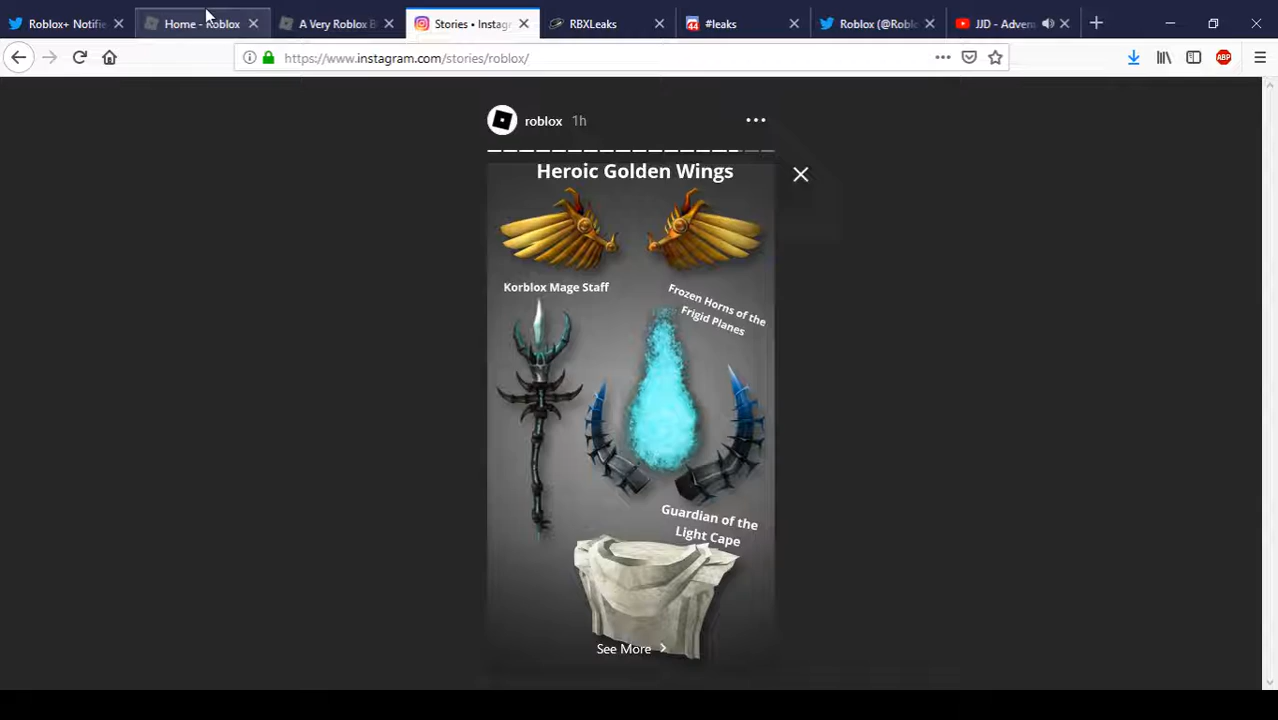 Roblox+ Notifi
Home - Roblox
A Very Roblox B
Stories • Instag
RBXLeaks
#leaks
Roblox (@Robl
JJD - Adven
https://www.instagram.com/stories/roblox/
ABP
roblox 1h
Heroic Golden Wings
Korblox Mage Staff
Frozen Horns of the
Frigid Planes
Guardian of the
Light Cape
See More